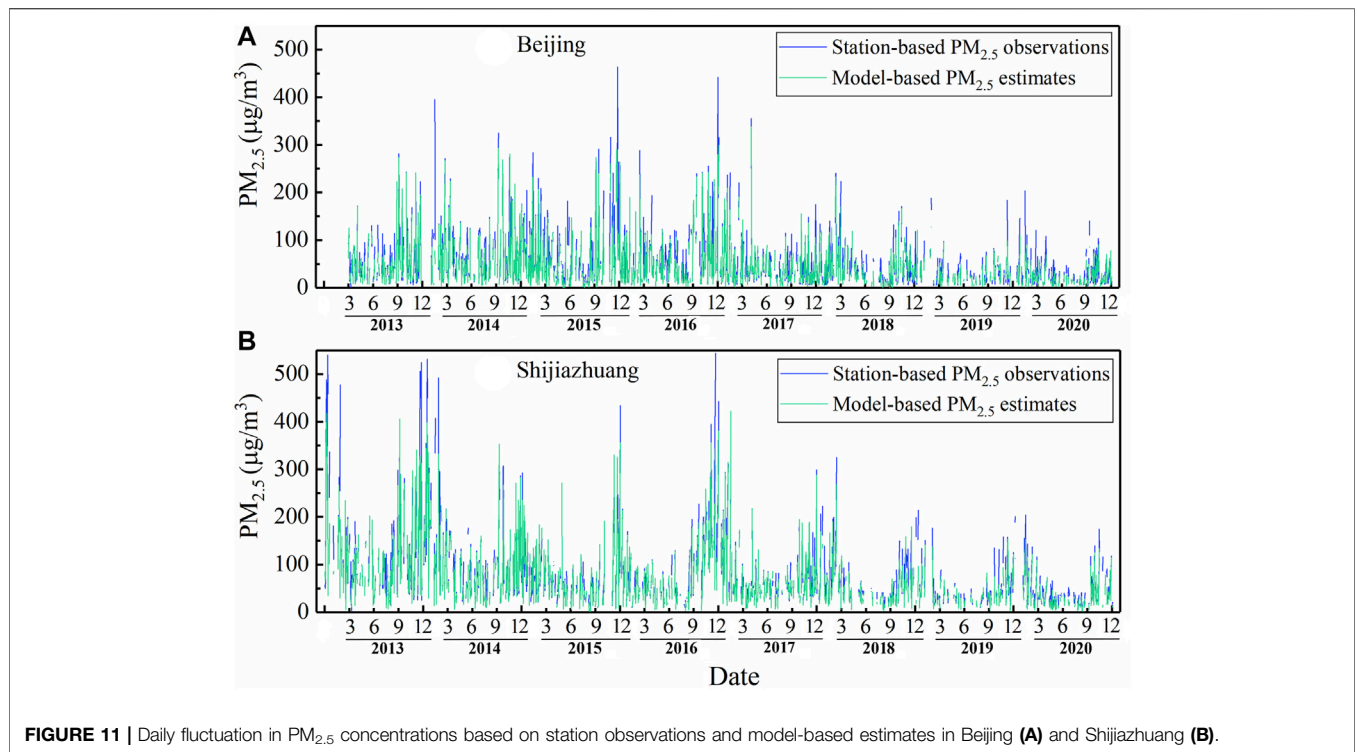 A
Beijing
Station-based PM2.5 observations
Model-based PM2.5 estimates
PM2.5 (μg/m³)
500
400
300
200
100
0
3 6 9 12 3 6 9 12 3 6 9 12 3 6 9 12 3 6 9 12 3 6 9 12 3 6 9 12 3 6 9 12
2013 2014 2015 2016 2017 2018 2019 2020
B
Shijiazhuang
Station-based PM2.5 observations
Model-based PM2.5 estimates
PM2.5 (μg/m³)
500
400
300
200
100
0
3 6 9 12 3 6 9 12 3 6 9 12 3 6 9 12 3 6 9 12 3 6 9 12 3 6 9 12 3 6 9 12
2013 2014 2015 2016 2017 2018 2019 2020
Date
FIGURE 11 | Daily fluctuation in PM2.5 concentrations based on station observations and model-based estimates in Beijing (A) and Shijiazhuang (B).